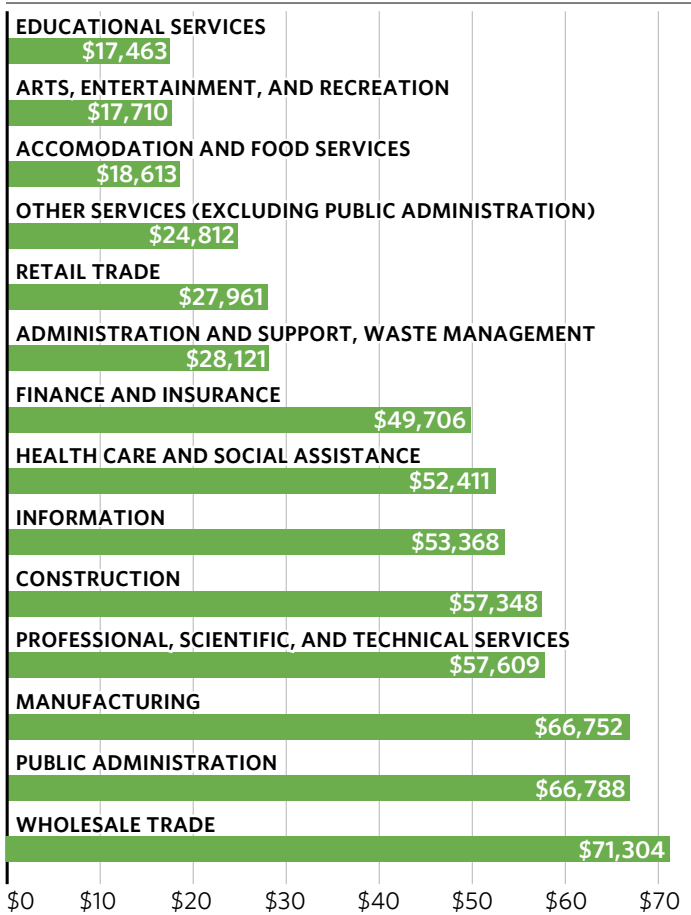 EDUCATIONAL SERVICES
$17,463
ARTS, ENTERTAINMENT, AND RECREATION
$17,710
ACCOMODATION AND FOOD SERVICES
$18,613
OTHER SERVICES (EXCLUDING PUBLIC ADMINISTRATION)
$24,812
RETAIL TRADE
$27,961
ADMINISTRATION AND SUPPORT, WASTE MANAGEMENT
$28,121
FINANCE AND INSURANCE
$49,706
HEALTH CARE AND SOCIAL ASSISTANCE
$52,411
INFORMATION
$53,368
CONSTRUCTION
$57,348
PROFESSIONAL, SCIENTIFIC, AND TECHNICAL SERVICES
$57,609
MANUFACTURING
$66,752
PUBLIC ADMINISTRATION
$66,788
WHOLESALE TRADE
$71,304
$0 $10 $20 $30 $40 $50 $60 $70